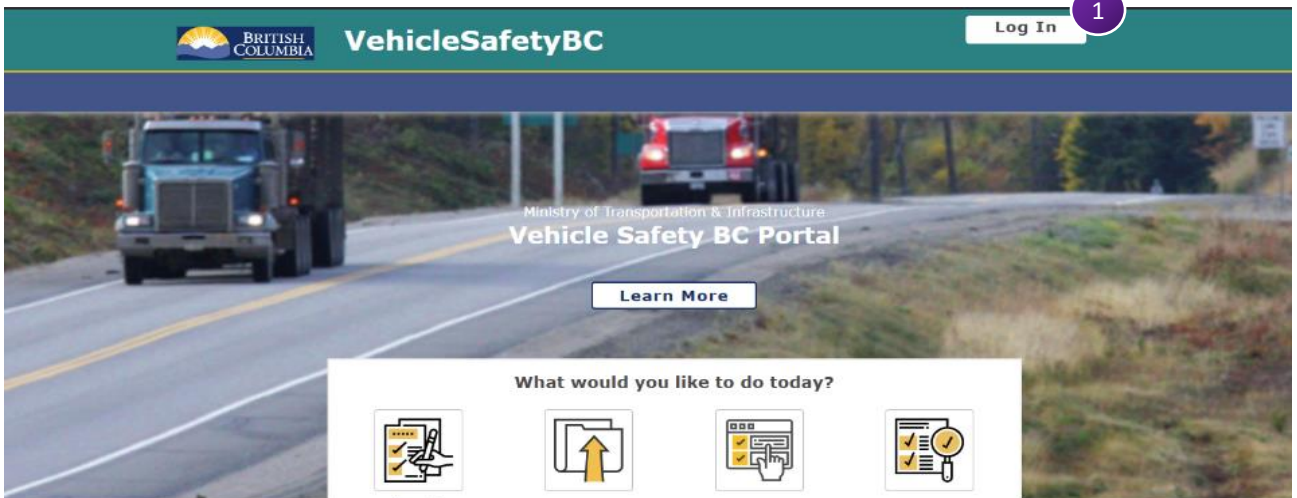 1
Log In
BRITISH
COLUMBIA
VehicleSafetyBC
Ministry of Transportation & Infrastructure
Vehicle Safety BC Portal
Learn More
What would you like to do today?